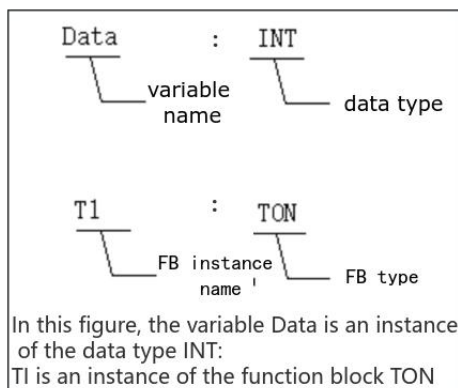 Data : INT
variable name
data type
T1 : TON
FB instance name '
FB type
In this figure, the variable Data is an instance
of the data type INT:
TI is an instance of the function block TON